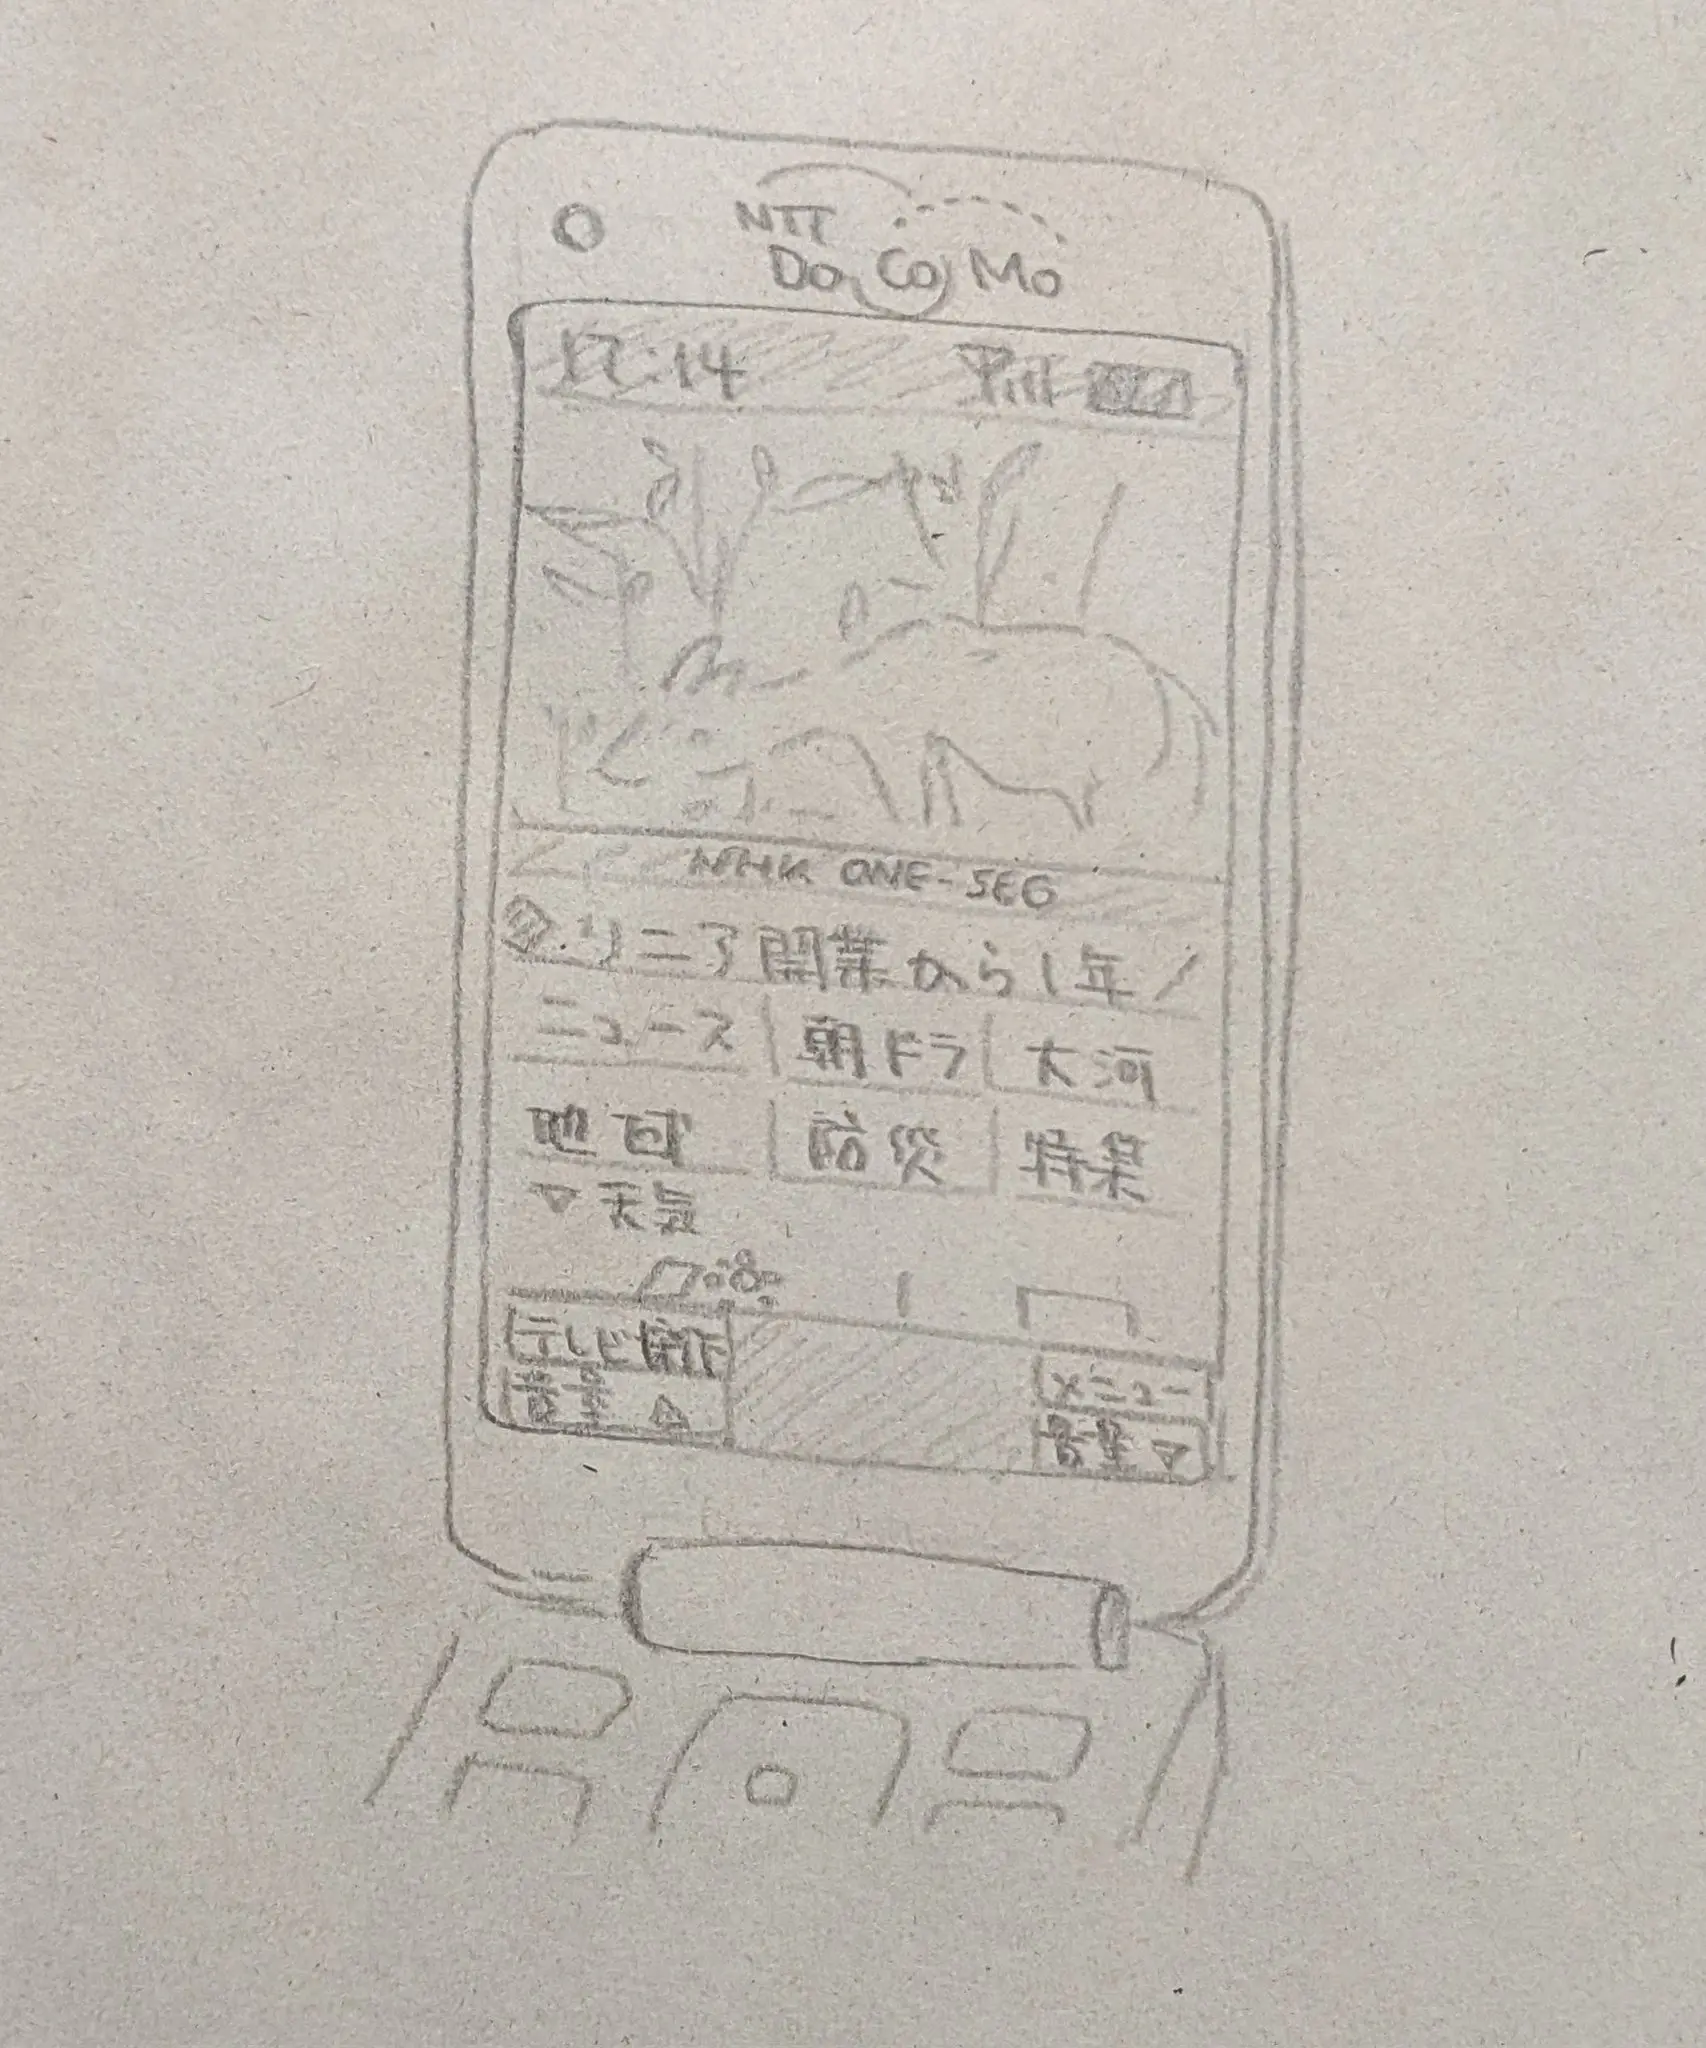 NTT
DoCoMo
17:14
NHK ONE-SEG
リニア開業から1年/
ニュース 朝ドラ 大河
地域 防災 特集
▽天気
テレビ操作 メニュー
音量 △ 音量 ▽